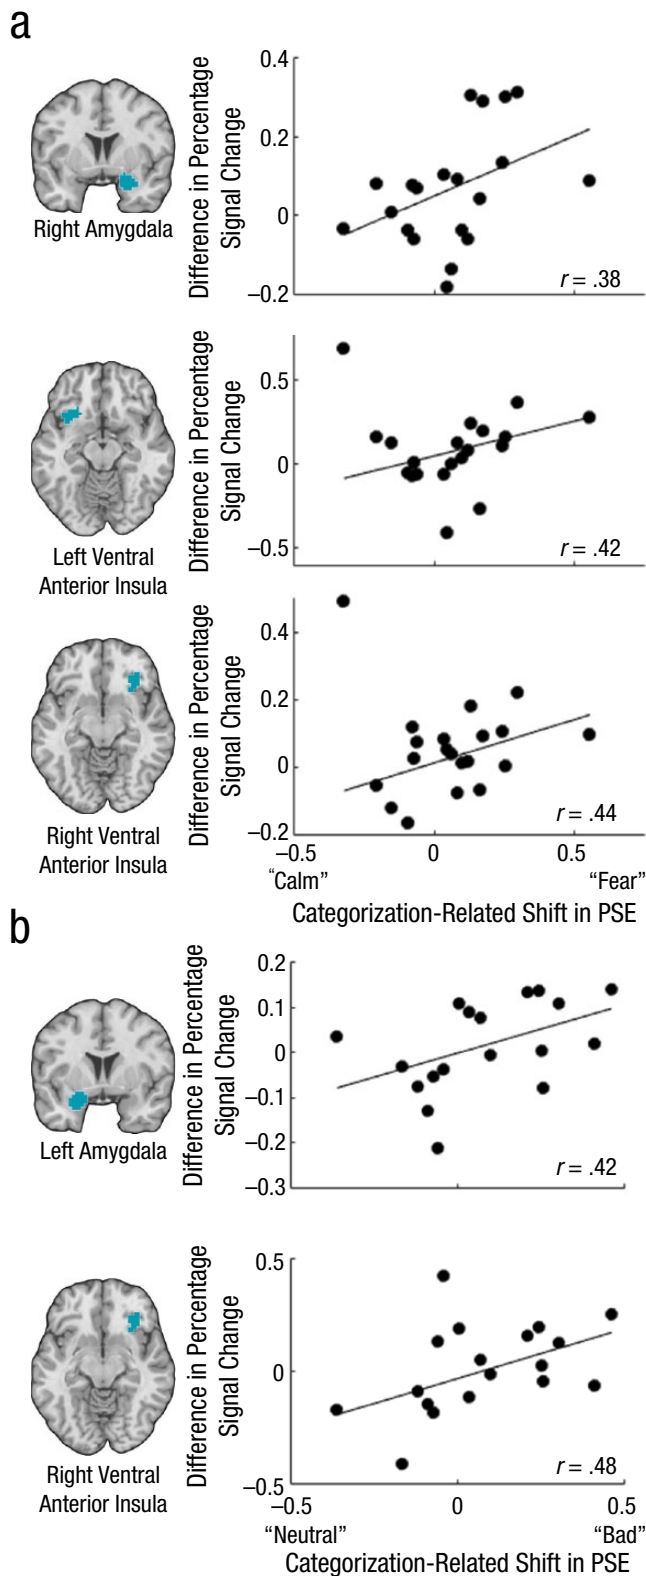 a
Difference in Percentage
Signal Change
0.4
0.2
0
–0.2
Right Amygdala
r = .38
Difference in Percentage
Signal Change
0.5
0
–0.5
Left Ventral
Anterior Insula
r = .42
Difference in Percentage
Signal Change
0.4
0.2
0
–0.2
Right Ventral
Anterior Insula
r = .44
–0.5 0 0.5
“Calm” “Fear”
Categorization-Related Shift in PSE
b
Difference in Percentage
Signal Change
0.2
0.1
0
–0.1
–0.2
–0.3
Left Amygdala
r = .42
Difference in Percentage
Signal Change
0.5
0
–0.5
Right Ventral
Anterior Insula
r = .48
–0.5 0 0.5
“Neutral” “Bad”
Categorization-Related Shift in PSE